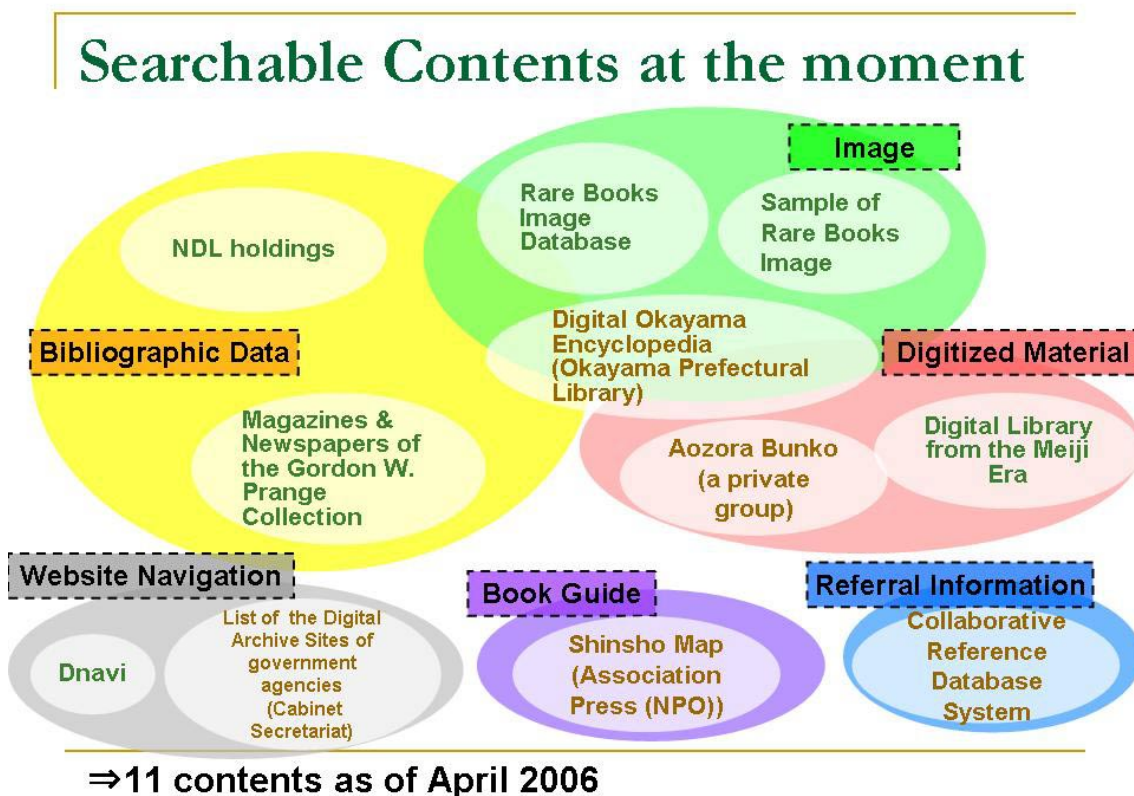 Searchable Contents at the moment
Image
Rare Books
Image
Database
Sample of
Rare Books
Image
NDL holdings
Digital Okayama
Encyclopedia
(Okayama Prefectural
Library)
Bibliographic Data
Digitized Material
Magazines &
Newspapers of
the Gordon W.
Prange
Collection
Aozora Bunko
(a private
group)
Digital Library
from the Meiji
Era
Website Navigation
Dnavi
List of the Digital
Archive Sites of
government
agencies
(Cabinet
Secretariat)
Book Guide
Shinsho Map
(Association
Press (NPO))
Referral Information
Collaborative
Reference
Database
System
⇒11 contents as of April 2006